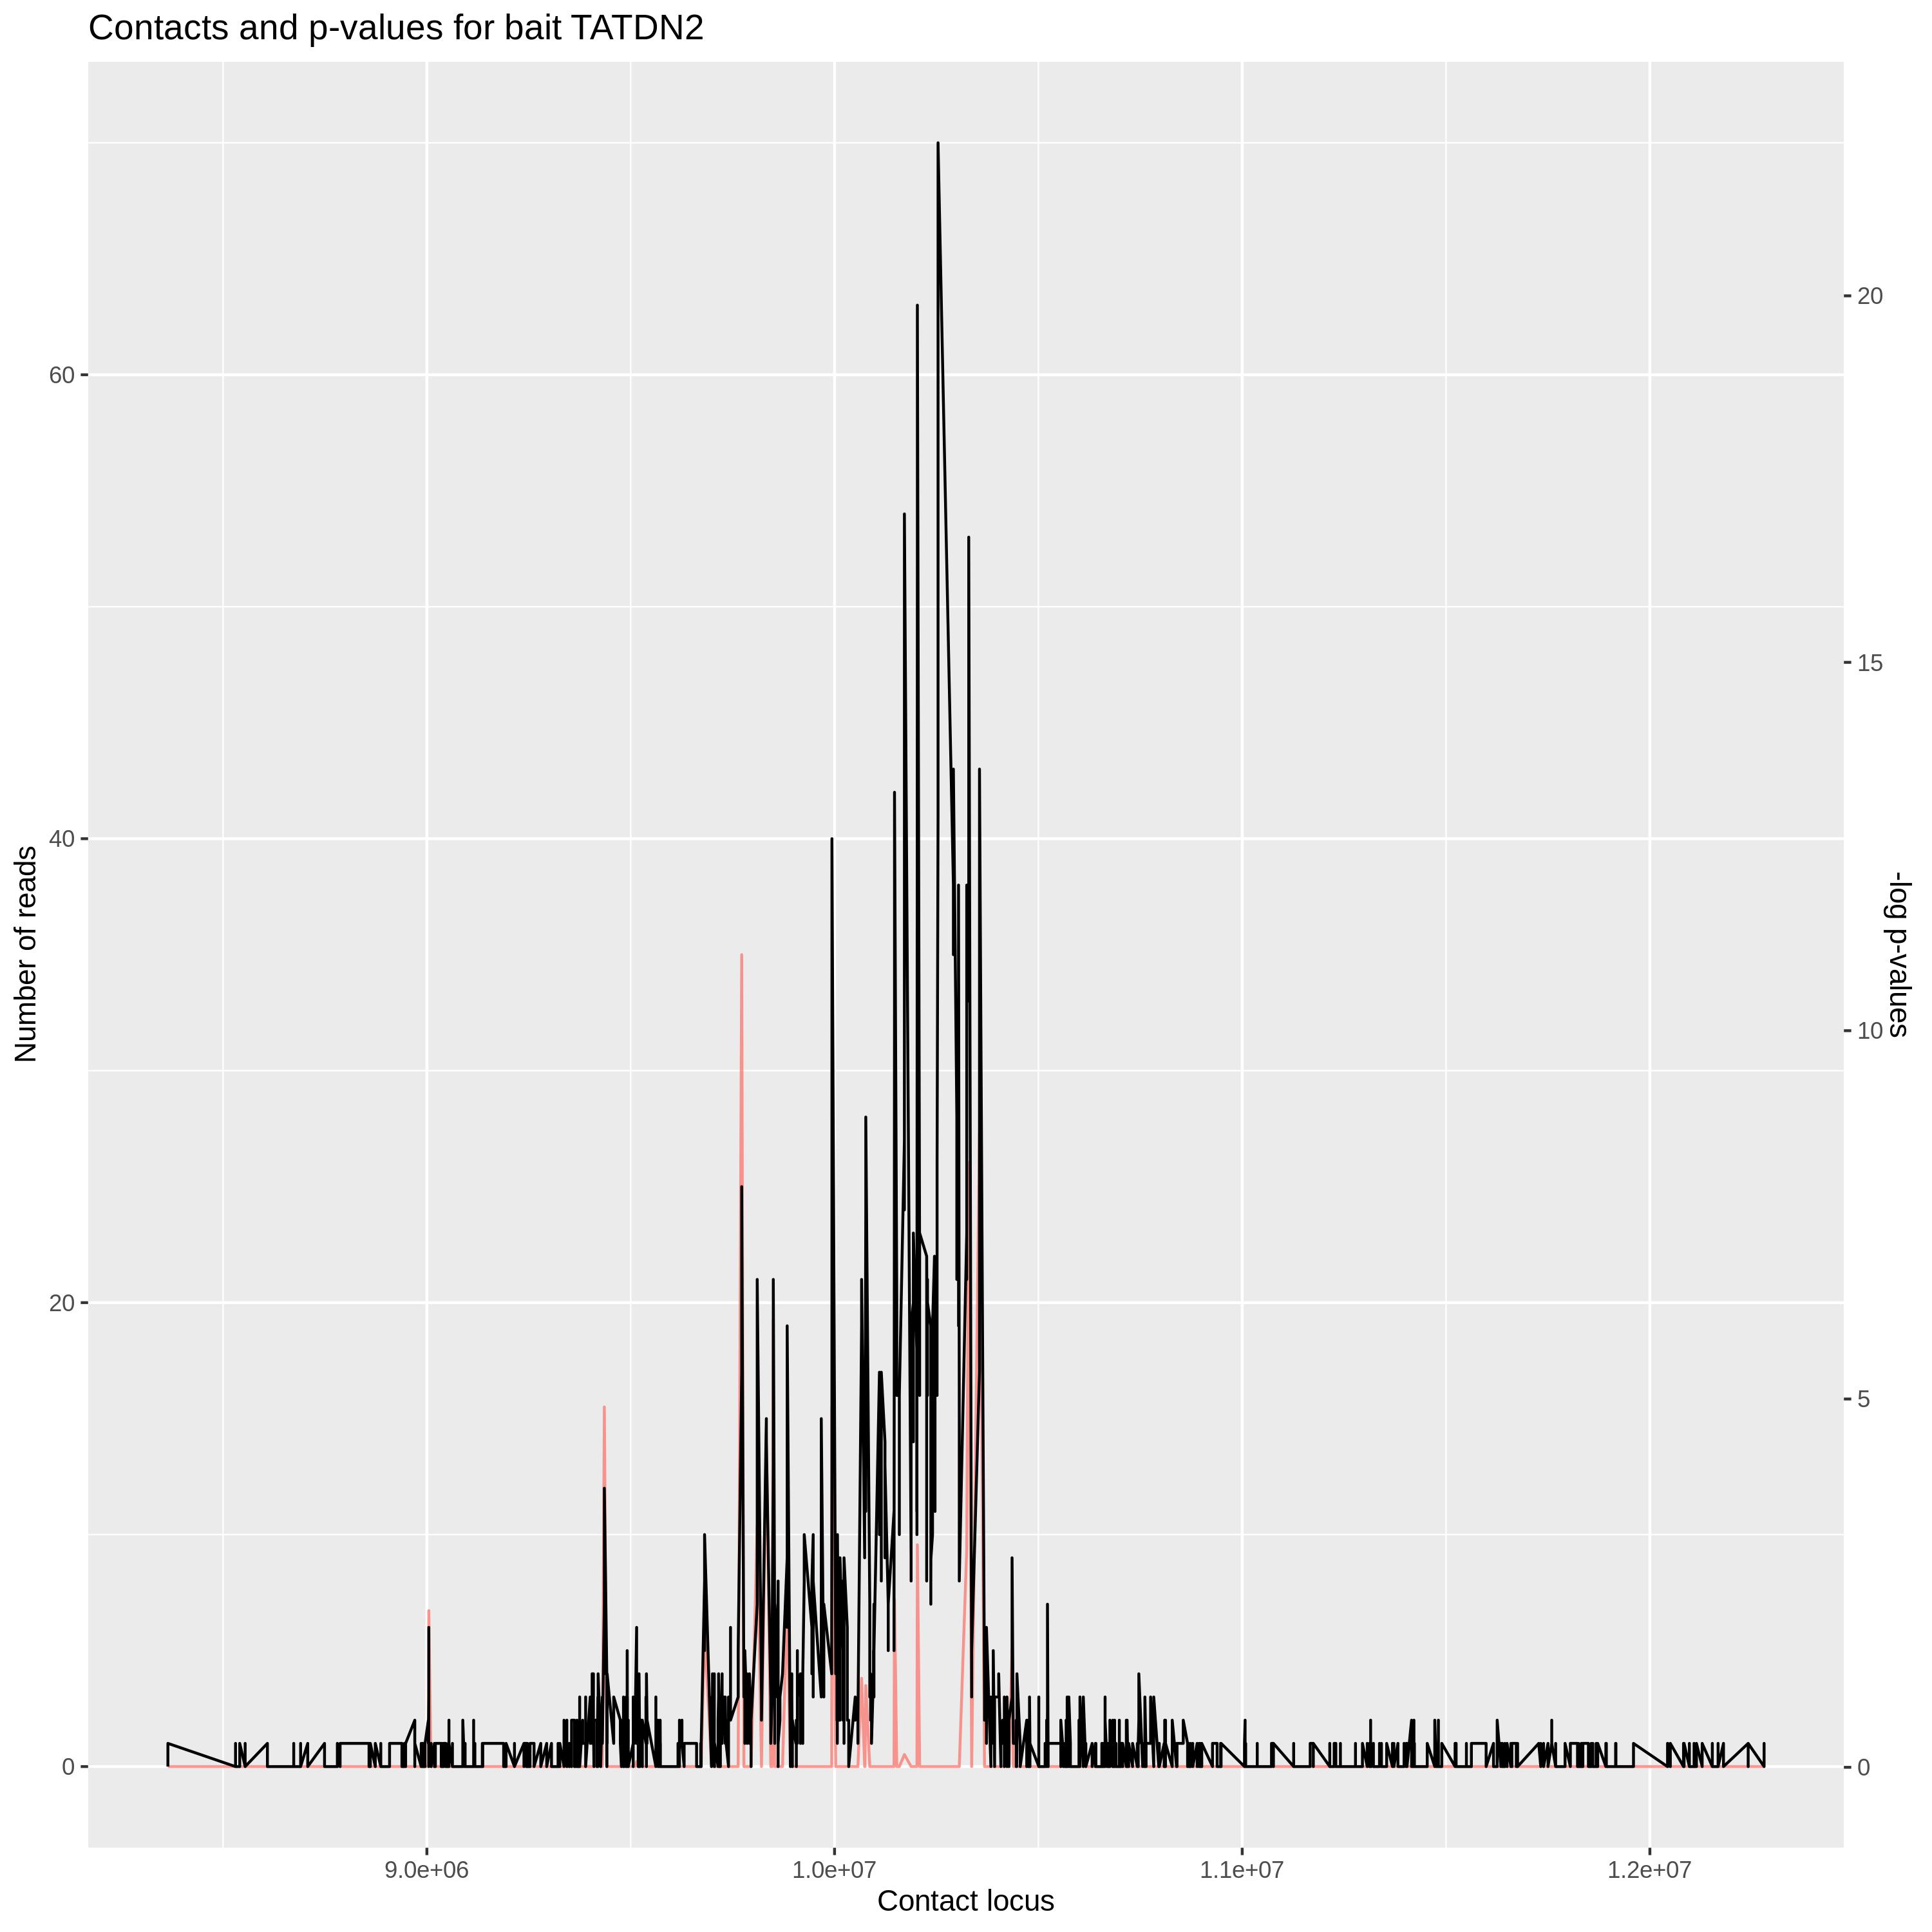 Contacts and p-values for bait TATDN2
Number of reads
60
40
20
0
20
15
10
5
0
-log p-values
9.0e+06 1.0e+07 1.1e+07 1.2e+07
Contact locus